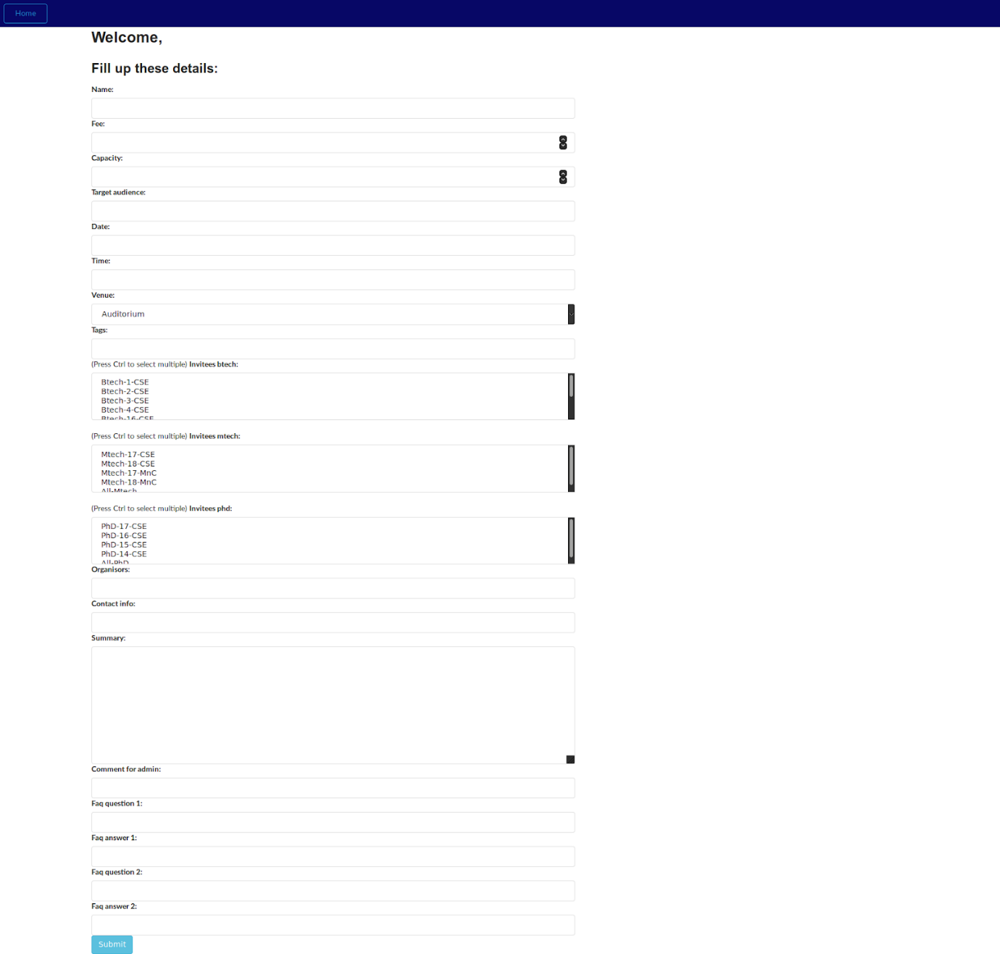 Home
Welcome,
Fill up these details:
Name:
Fee:
Capacity:
Target audience:
Date:
Time:
Venue:
Auditorium
Tags:
(Press Ctrl to select multiple) Invitees btech:
Btech-1-CSE
Btech-2-CSE
Btech-3-CSE
Btech-4-CSE
Btech-16-CSE
(Press Ctrl to select multiple) Invitees mtech:
Mtech-17-CSE
Mtech-18-CSE
Mtech-17-MnC
Mtech-18-MnC
All-Mtech
(Press Ctrl to select multiple) Invitees phd:
PhD-17-CSE
PhD-16-CSE
PhD-15-CSE
PhD-14-CSE
All-PhD
Organisors:
Contact info:
Summary:
Comment for admin:
Faq question 1:
Faq answer 1:
Faq question 2:
Faq answer 2:
Submit